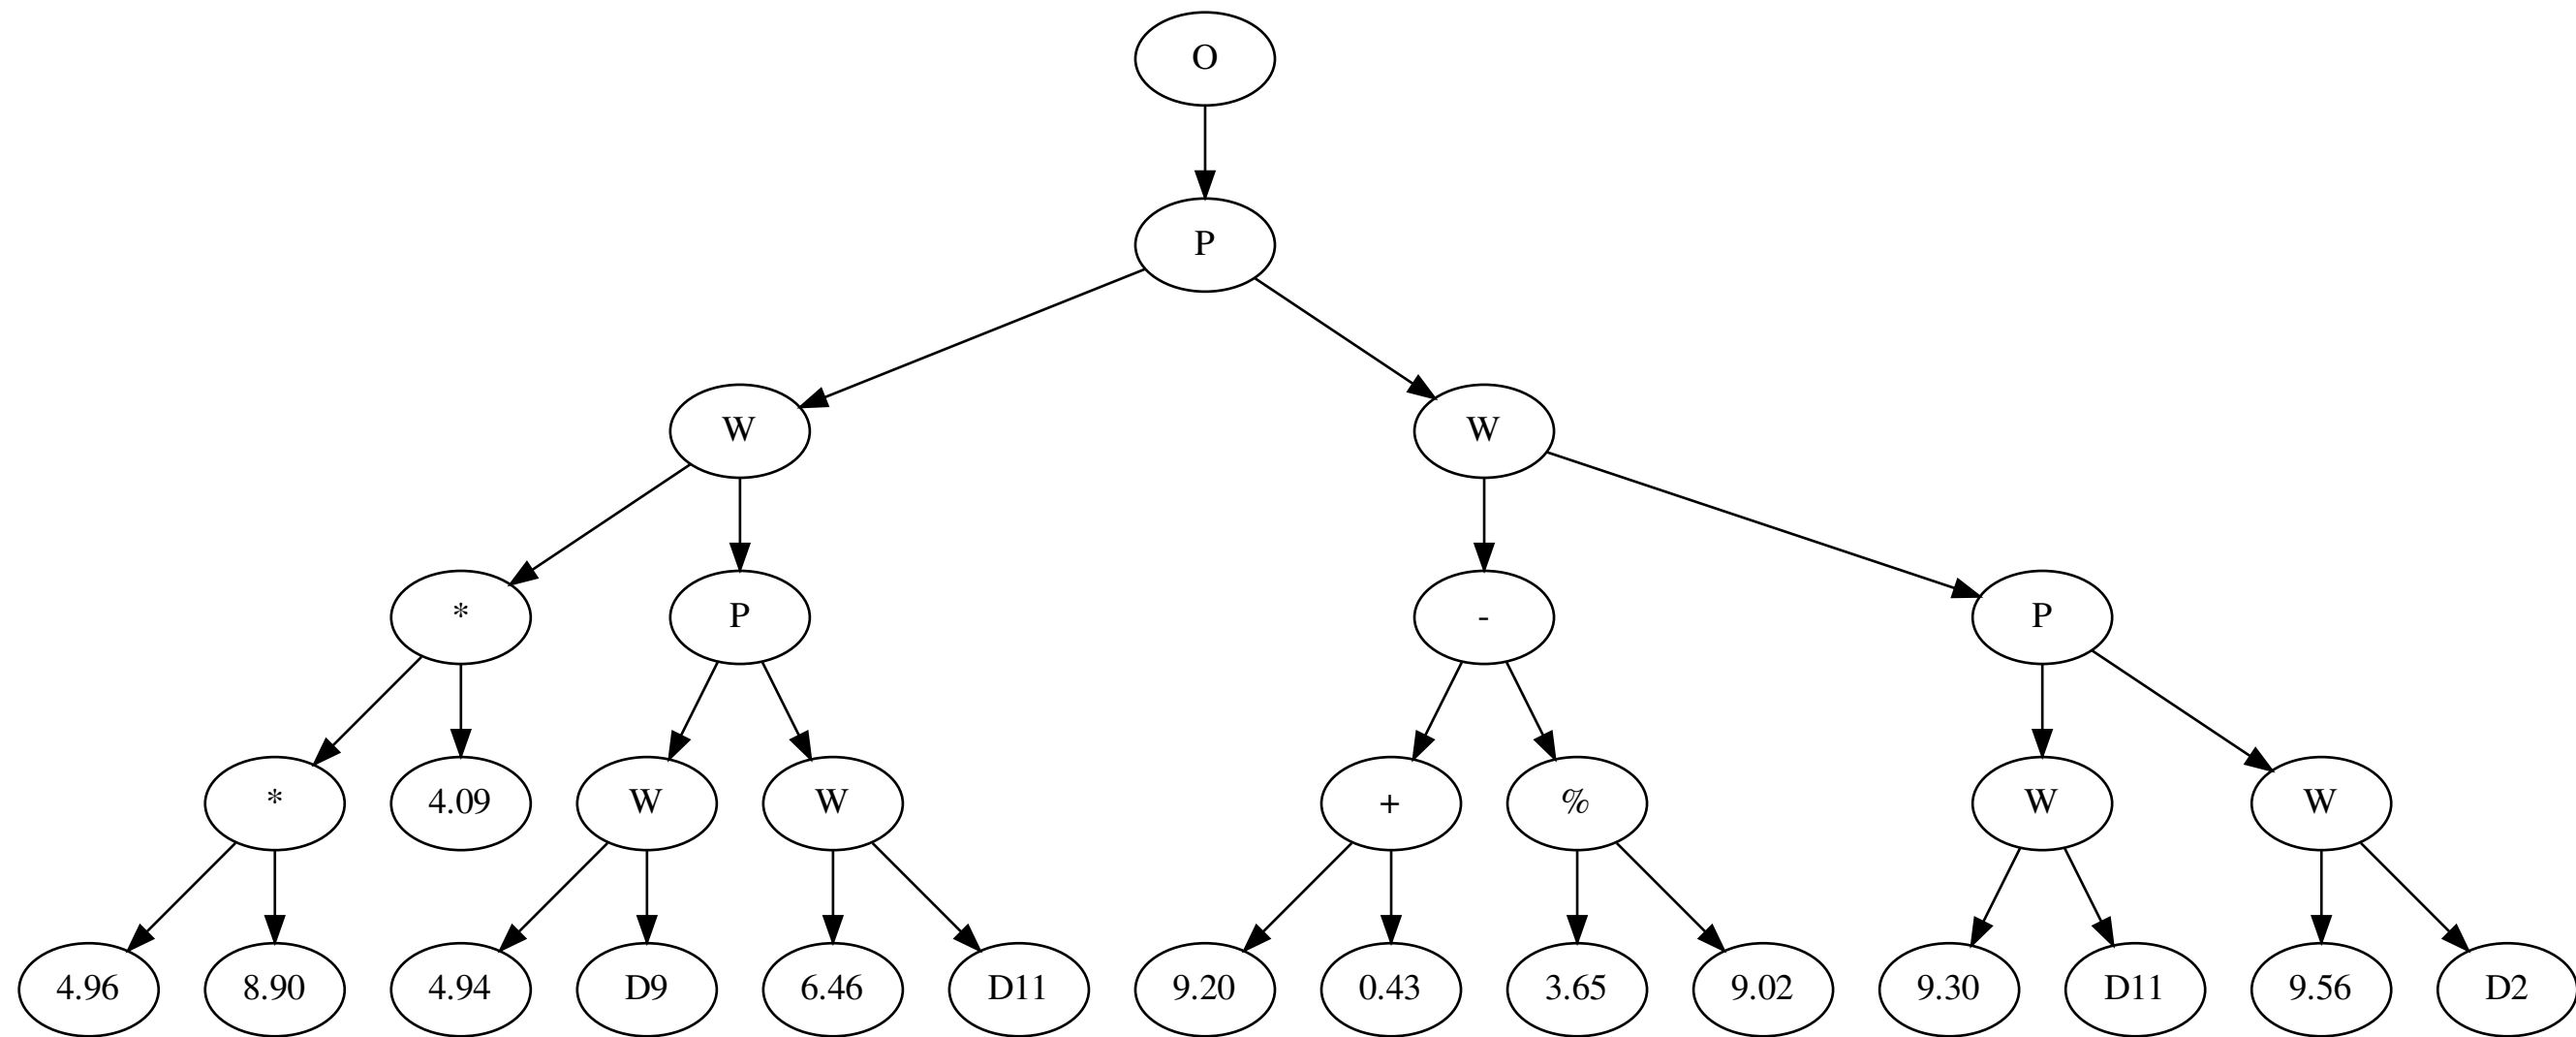 O
P
W W
* P - P
* 4.09 W W + % W W
4.96 8.90 4.94 D9 6.46 D11 9.20 0.43 3.65 9.02 9.30 D11 9.56 D2